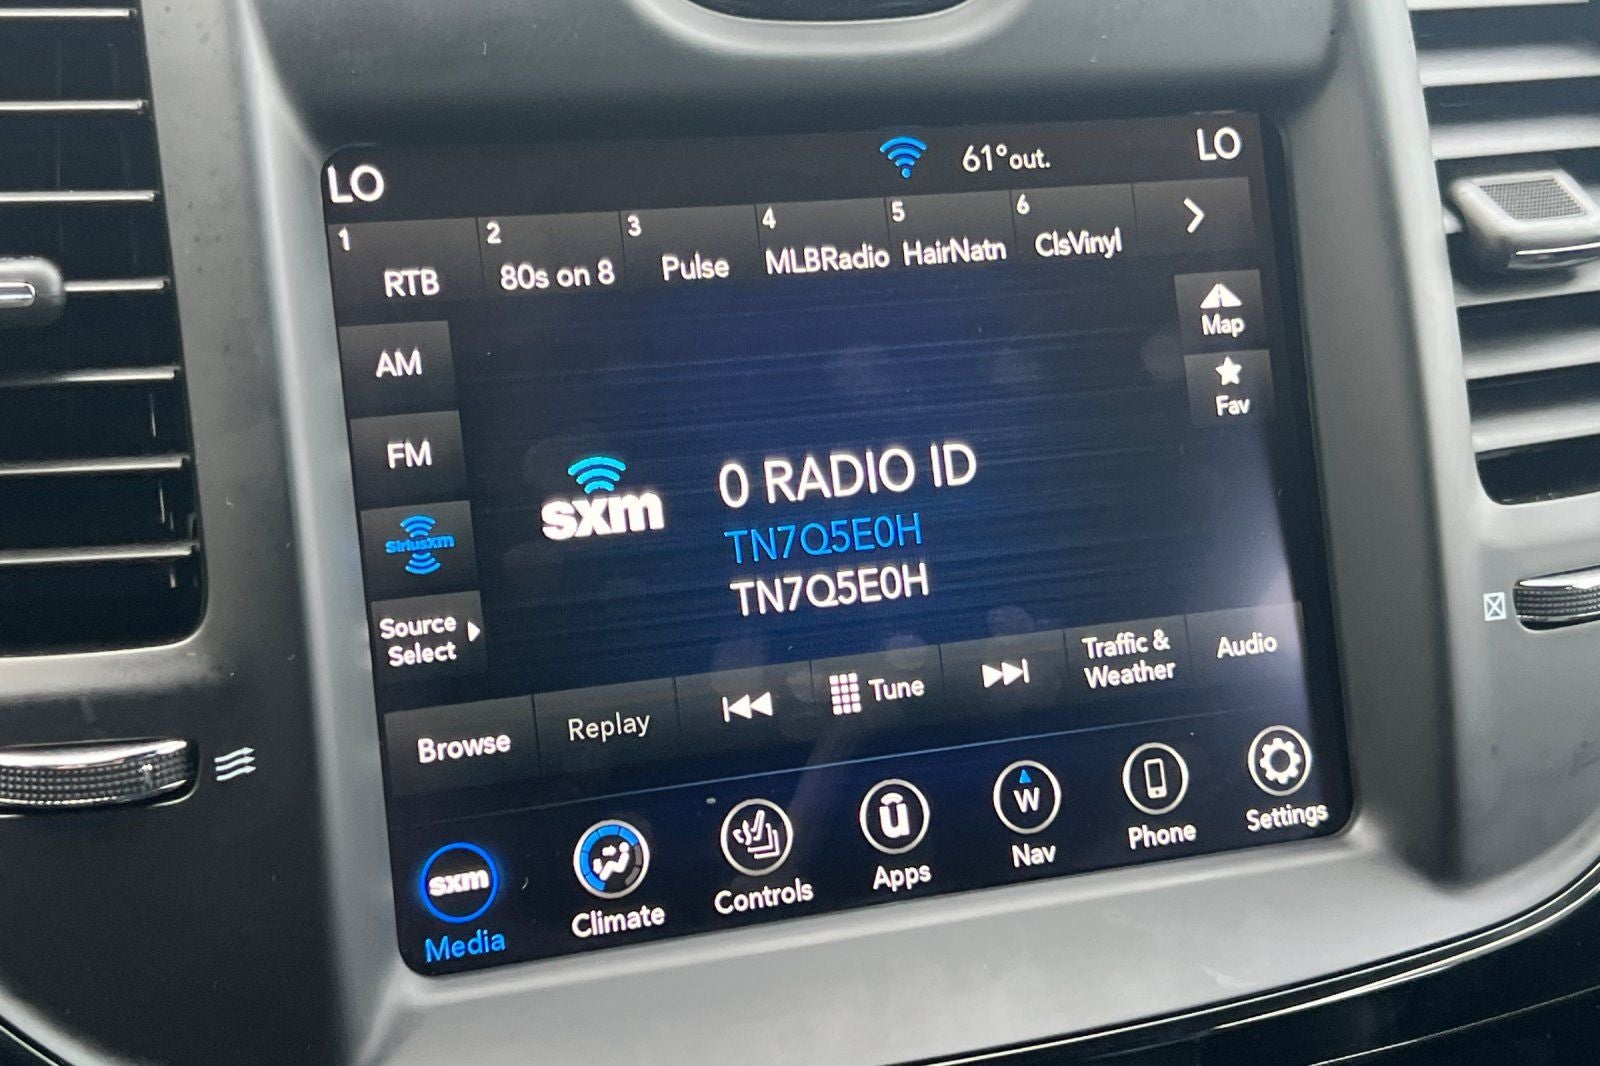 LO
61°out.
LO
1
RTB
2
80s on 8
3
Pulse
4
MLBRadio
5
HairNatn
6
ClsVinyl
Map
AM
Fav
FM
sxm
0 RADIO ID
TN7Q5E0H
TN7Q5E0H
SiriusXm
Source
Select
Browse
Replay
Tune
Traffic &
Weather
Audio
sxm
Media
Climate
Controls
u
Apps
W
Nav
Phone
Settings